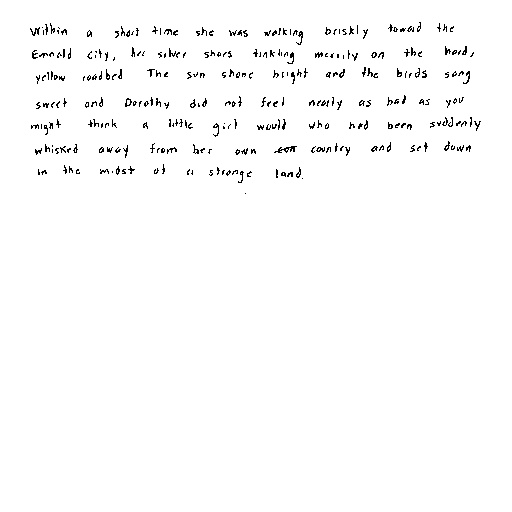 Within a short time she was walking briskly toward the
Emerald City, her silver shoes tinkling merrily on the hard,
yellow roadbed The sun shone bright and the birds song
sweet and Dorothy did not feel nearly as bad as you
might think a little girl would who had been suddenly
whisked away from her own country and set down
in the midst of a strange land.